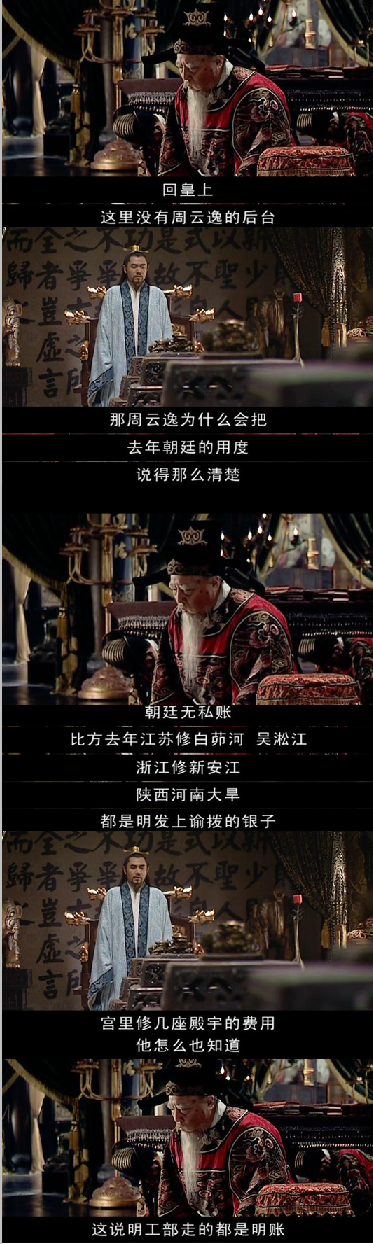 回皇上
这里没有周云逸的后台
那周云逸为什么会把
去年朝廷的用度
说得那么清楚
朝廷无私账
比方去年江苏修白茆河 吴淞江
浙江修新安江
陕西河南大旱
都是明发上谕拨的银子
宫里修几座殿宇的费用
他怎么也知道
这说明工部走的都是明账